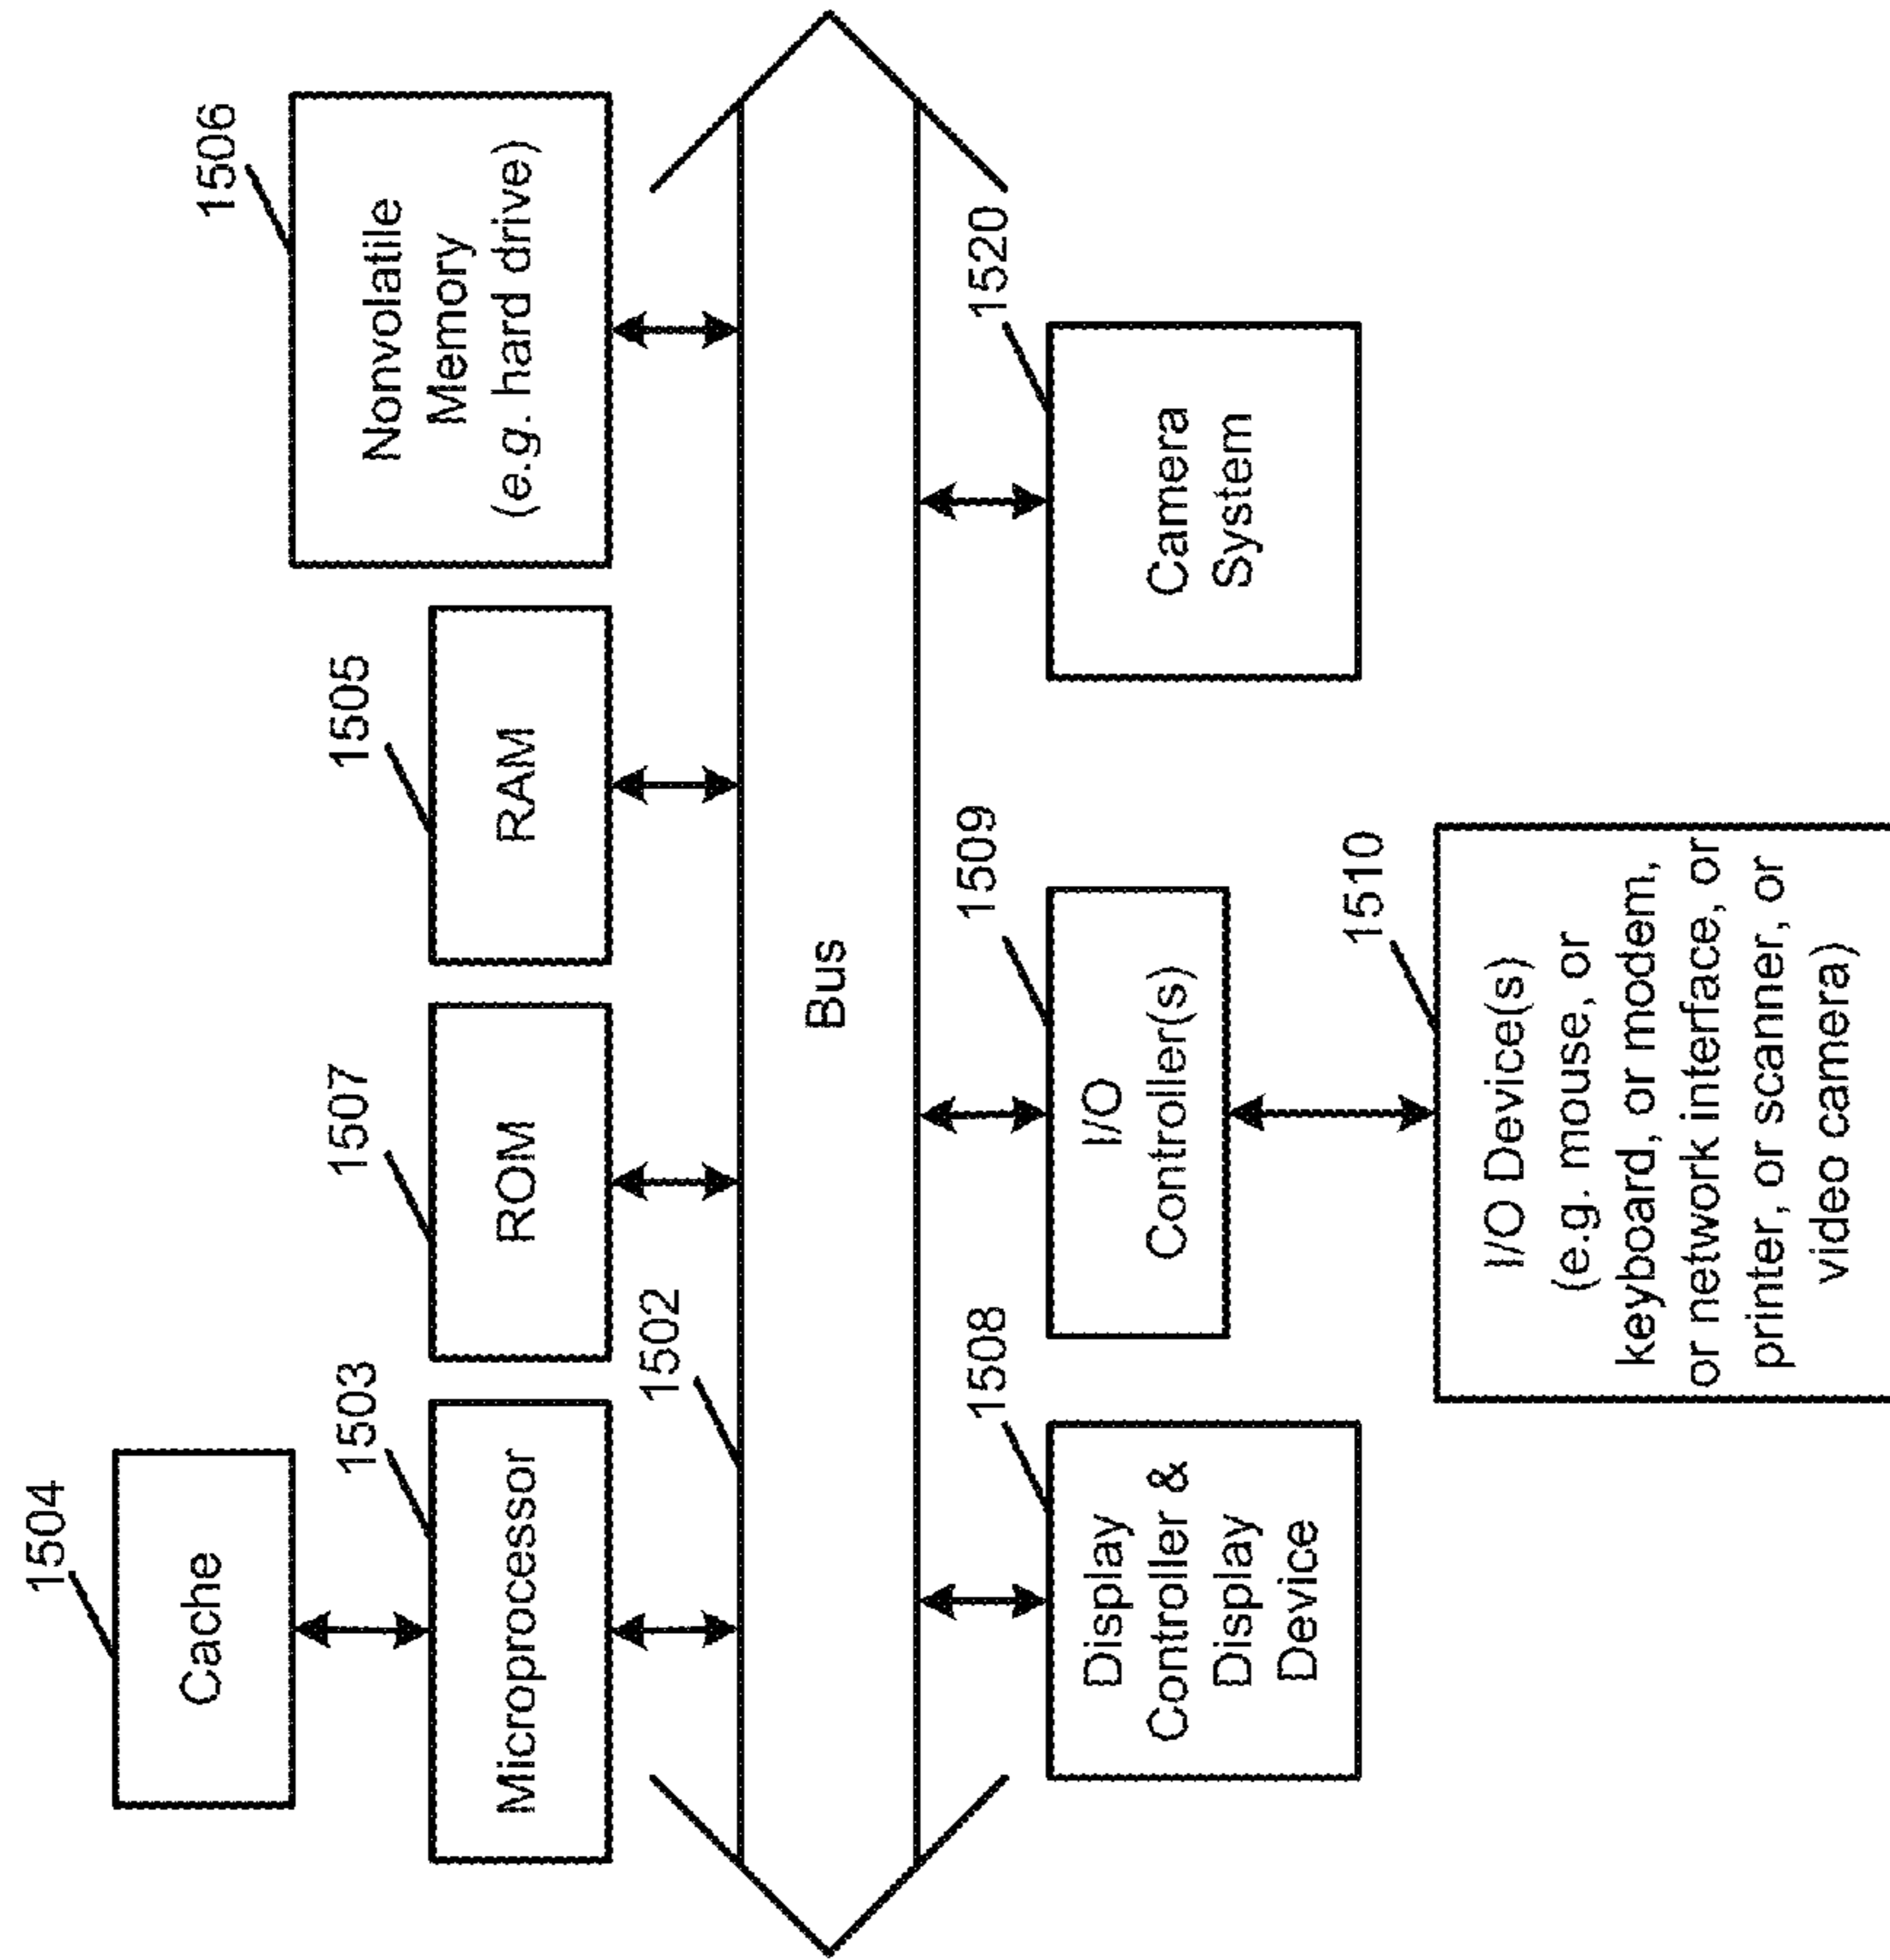 1504
Cache
1503
Microprocessor
1507
ROM
1505
RAM
1506
Nonvolatile
Memory
(e.g. hard drive)
1502
Bus
1508
Display
Controller &
Display
Device
1509
I/O
Controller(s)
1520
Camera
System
1510
I/O Device(s)
(e.g. mouse, or
keyboard, or modem,
or network interface, or
printer, or scanner, or
video camera)